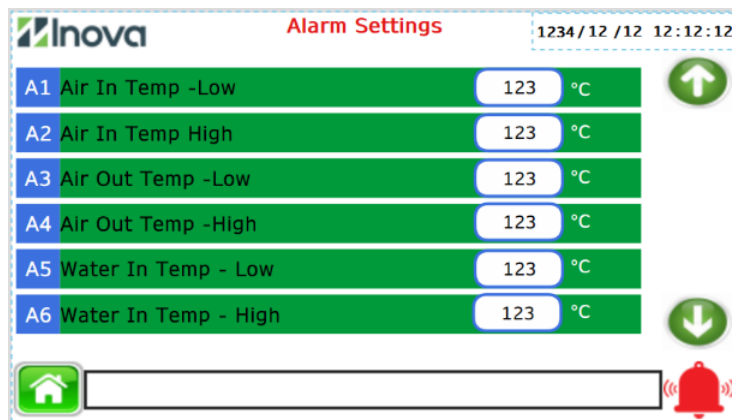 Inova
Alarm Settings
1234/12/12 12:12:12
A1 Air In Temp -Low 123 °C
A2 Air In Temp High 123 °C
A3 Air Out Temp -Low 123 °C
A4 Air Out Temp -High 123 °C
A5 Water In Temp - Low 123 °C
A6 Water In Temp - High 123 °C